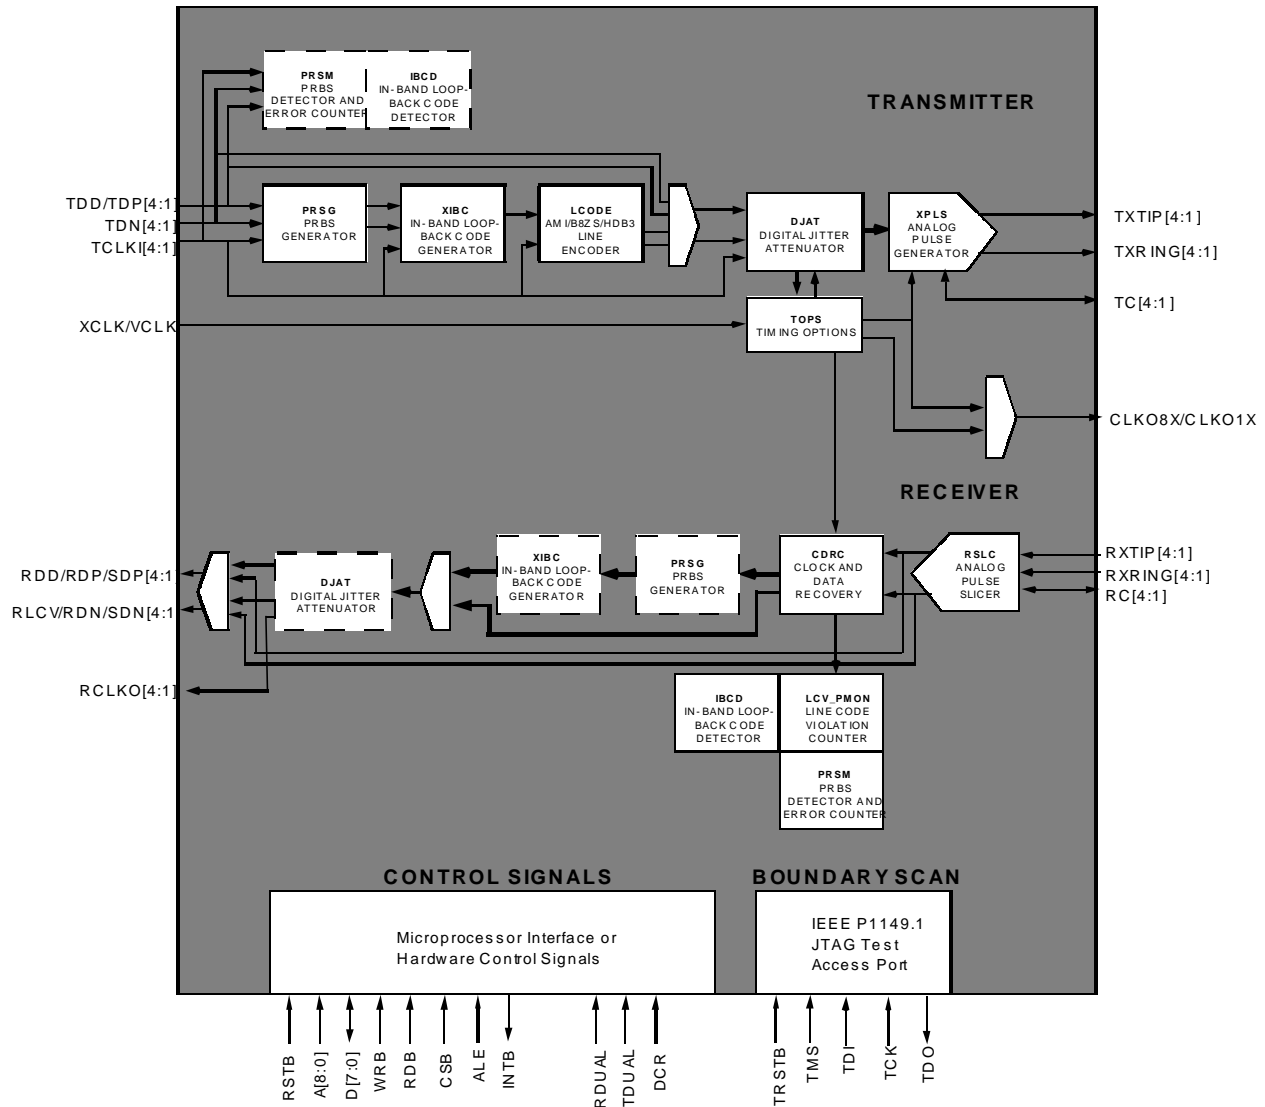 PRSM
PRBS
DETECTOR AND
ERROR COUNTER
IBCD
IN-BAND LOOP-
BACK CODE
DETECTOR
TRANSMITTER
TDD/TDP[4:1]
TDN[4:1]
TCLKI[4:1]
PRSG
PRBS
GENERATOR
XIBC
IN-BAND LOOP-
BACK CODE
GENERATOR
LCODE
AMI/B8ZS/HDB3
LINE
ENCODER
DJAT
DIGITAL JITTER
ATTENUATOR
XPLS
ANALOG
PULSE
GENERATOR
TXTIP[4:1]
TXRING[4:1]
TC[4:1]
XCLK/VCLK
TOPS
TIMING OPTIONS
CLKO8X/CLKO1X
RECEIVER
RDD/RDP/SDP[4:1
RLCV/RDN/SDN[4:1
RCLKO[4:1]
DJAT
DIGITAL JITTER
ATTENUATOR
XIBC
IN-BAND LOOP-
BACK CODE
GENERATOR
PRSG
PRBS
GENERATOR
CDRC
CLOCK AND
DATA
RECOVERY
RSLC
ANALOG
PULSE
SLICER
RXTIP[4:1]
RXRING[4:1]
RC[4:1]
IBCD
IN-BAND LOOP-
BACK CODE
DETECTOR
LCV_PMON
LINE CODE
VIOLATION
COUNTER
PRSM
PRBS
DETECTOR AND
ERROR COUNTER
CONTROL SIGNALS
Microprocessor Interface or
Hardware Control Signals
BOUNDARY SCAN
IEEE P1149.1
JTAG Test
Access Port
RSTB
A[8:0]
D[7:0]
WRB
RDB
CSB
ALE
INTB
RDUAL
TDUAL
DCR
TRSTB
TMS
TDI
TCK
TDO